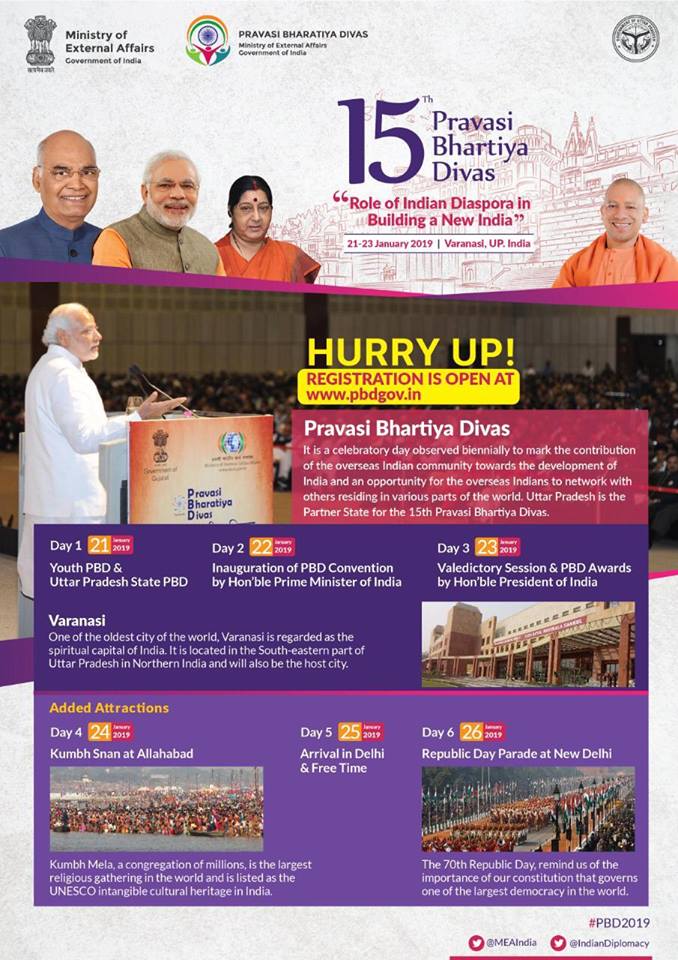 Ministry of
External Affairs
Government of India
सत्यमेव जयते
PRAVASI BHARATIYA DIVAS
Ministry of External Affairs
Government of India
15Th
Pravasi
Bhartiya
Divas
“Role of Indian Diaspora in
Building a New India”
21-23 January 2019 | Varanasi, UP. India
HURRY UP!
REGISTRATION IS OPEN AT
www.pbdgov.in
Government of
Gujarat
Pravasi
Bharatiya
Divas
Pravasi Bhartiya Divas
It is a celebratory day observed biennially to mark the contribution
of the overseas Indian community towards the development of
India and an opportunity for the overseas Indians to network with
others residing in various parts of the world. Uttar Pradesh is the
Partner State for the 15th Pravasi Bhartiya Divas.
Day 1 21 January 2019
Youth PBD &
Uttar Pradesh State PBD
Day 2 22 January 2019
Inauguration of PBD Convention
by Hon’ble Prime Minister of India
Day 3 23 January 2019
Valedictory Session & PBD Awards
by Hon’ble President of India
Varanasi
One of the oldest city of the world, Varanasi is regarded as the
spiritual capital of India. It is located in the South-eastern part of
Uttar Pradesh in Northern India and will also be the host city.
Added Attractions
Day 4 24 January 2019
Kumbh Snan at Allahabad
Day 5 25 January 2019
Arrival in Delhi
& Free Time
Day 6 26 January 2019
Republic Day Parade at New Delhi
Kumbh Mela, a congregation of millions, is the largest
religious gathering in the world and is listed as the
UNESCO intangible cultural heritage in India.
The 70th Republic Day, remind us of the
importance of our constitution that governs
one of the largest democracy in the world.
#PBD2019
@MEAIndia
@IndianDiplomacy